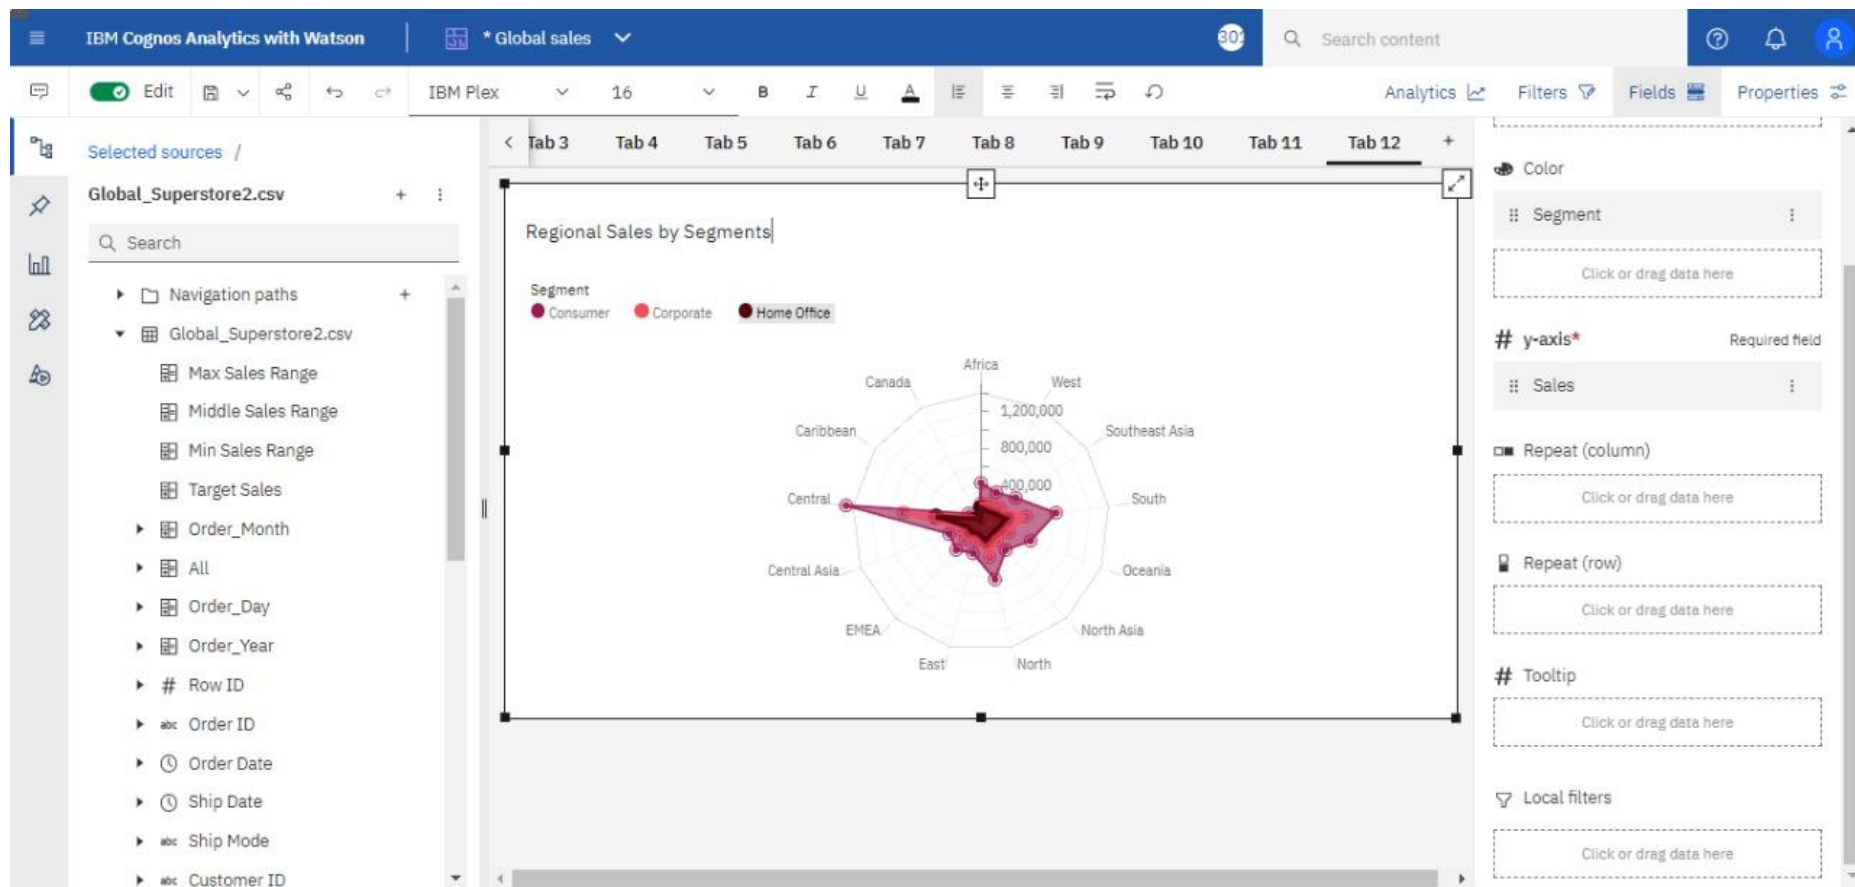 IBM Cognos Analytics with Watson
* Global sales
Search content
Edit
IBM Plex
16
B
I
U
A
Analytics
Filters
Fields
Properties
Selected sources /
Global_Superstore2.csv
Search
Navigation paths
Global_Superstore2.csv
Max Sales Range
Middle Sales Range
Min Sales Range
Target Sales
Order_Month
All
Order_Day
Order_Year
# Row ID
abc Order ID
Order Date
Ship Date
abc Ship Mode
abc Customer ID
Tab 3
Tab 4
Tab 5
Tab 6
Tab 7
Tab 8
Tab 9
Tab 10
Tab 11
Tab 12
+
Regional Sales by Segments
Segment
Consumer
Corporate
Home Office
Africa
West
Southeast Asia
South
Oceania
North Asia
North
East
EMEA
Central Asia
Central
Caribbean
Canada
1,200,000
800,000
400,000
Color
Segment
Click or drag data here
# y-axis*
Required field
Sales
Repeat (column)
Click or drag data here
Repeat (row)
Click or drag data here
# Tooltip
Click or drag data here
Local filters
Click or drag data here